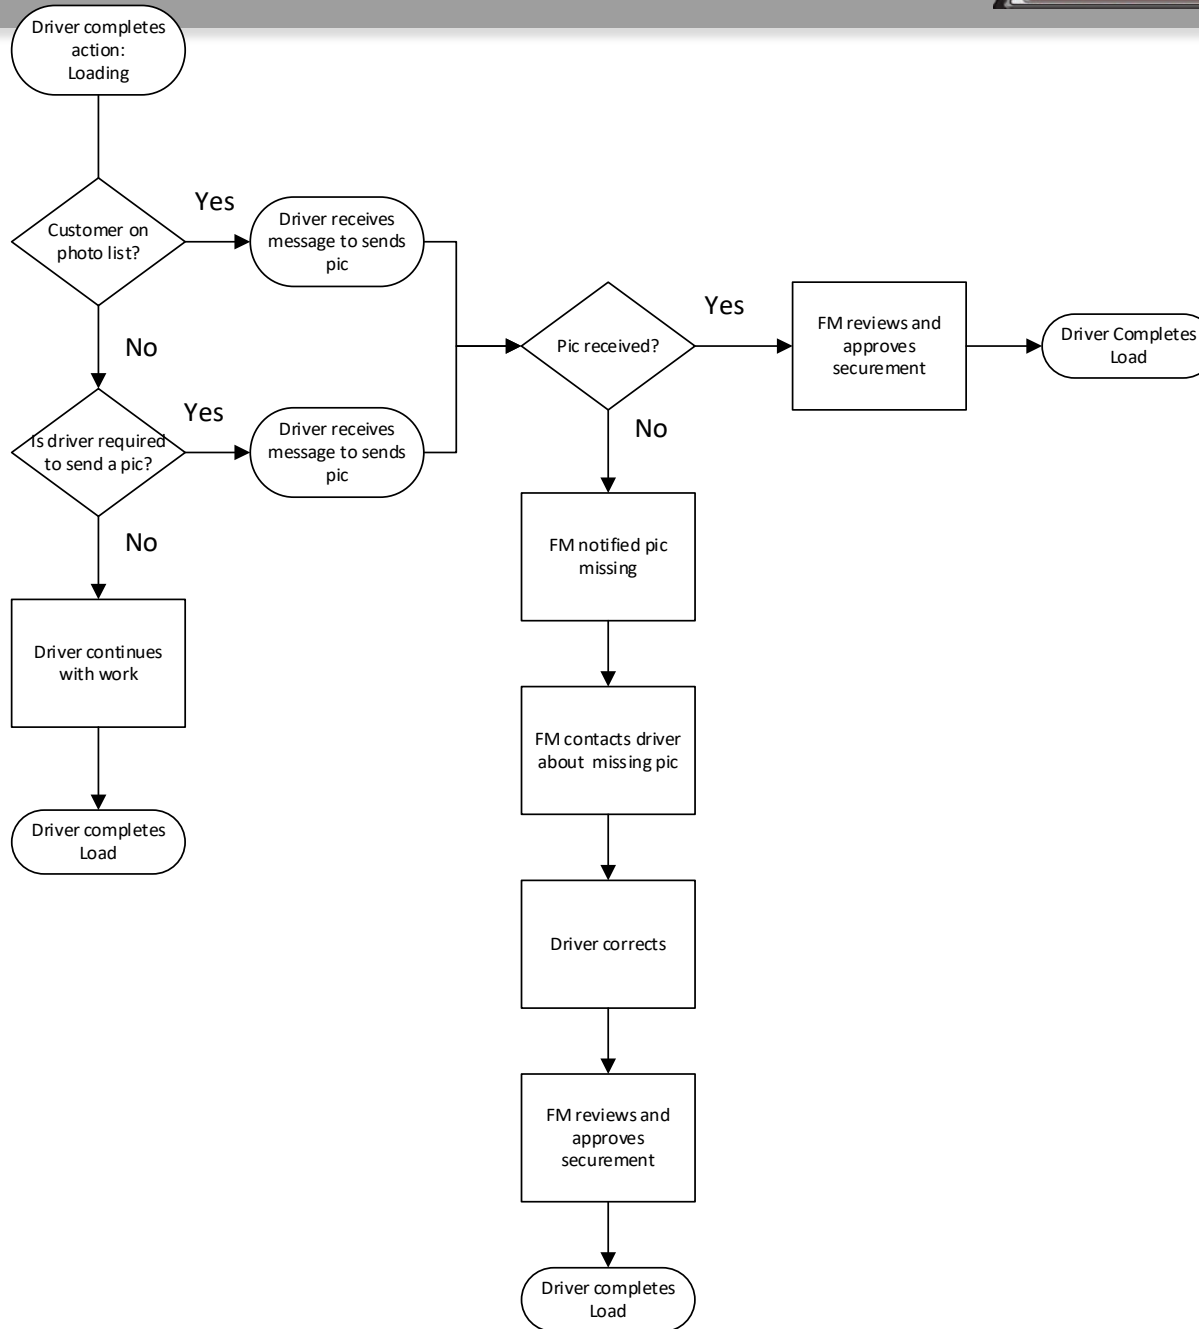 Driver completes
action:
Loading
Customer on
photo list?
Yes
Driver receives
message to sends
pic
No
Is driver required
to send a pic?
Yes
Driver receives
message to sends
pic
No
Driver continues
with work
Driver completes
Load
Pic received?
Yes
FM reviews and
approves
securement
Driver Completes
Load
No
FM notified pic
missing
FM contacts driver
about missing pic
Driver corrects
FM reviews and
approves
securement
Driver completes
Load